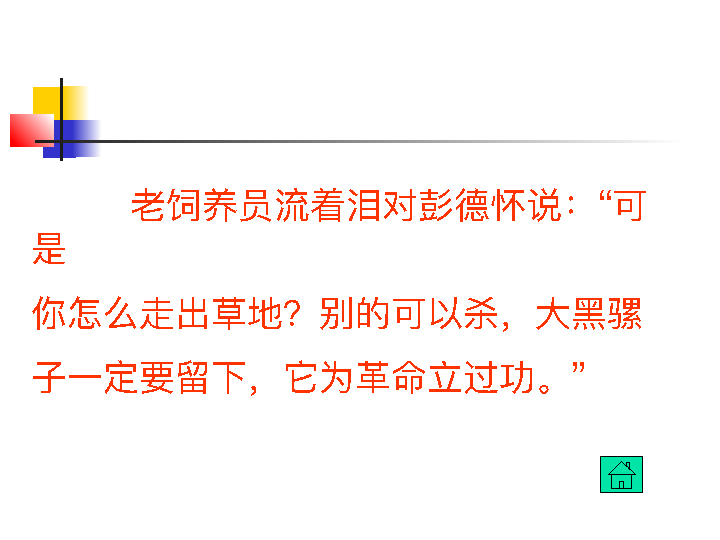 老饲养员流着泪对彭德怀说：“可
是
你怎么走出草地？别的可以杀，大黑骡
子一定要留下，它为革命立过功。”